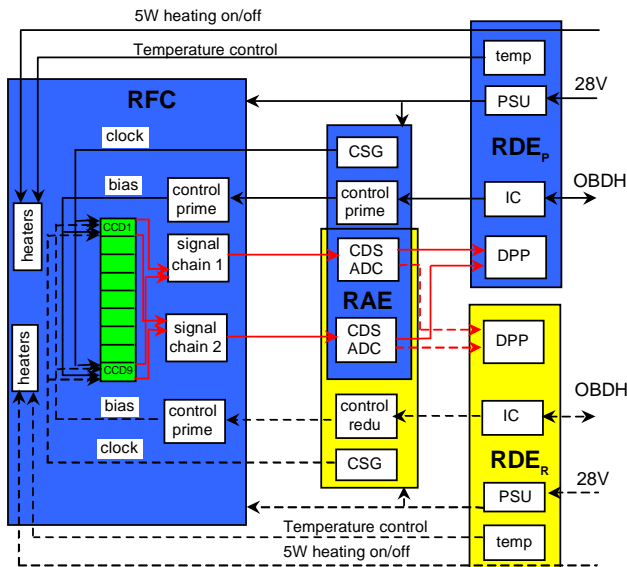 5W heating on/off
Temperature control
temp
28V
PSU
RFC
clock
CSG
RDEP
bias
control
prime
control
prime
IC
OBDH
heaters
CCD1
signal
chain 1
CDS
ADC
DPP
RAE
signal
chain 2
CDS
ADC
DPP
heaters
CCD9
OBDH
bias
control
prime
control
redu
IC
clock
CSG
RDER
28V
PSU
Temperature control
temp
5W heating on/off